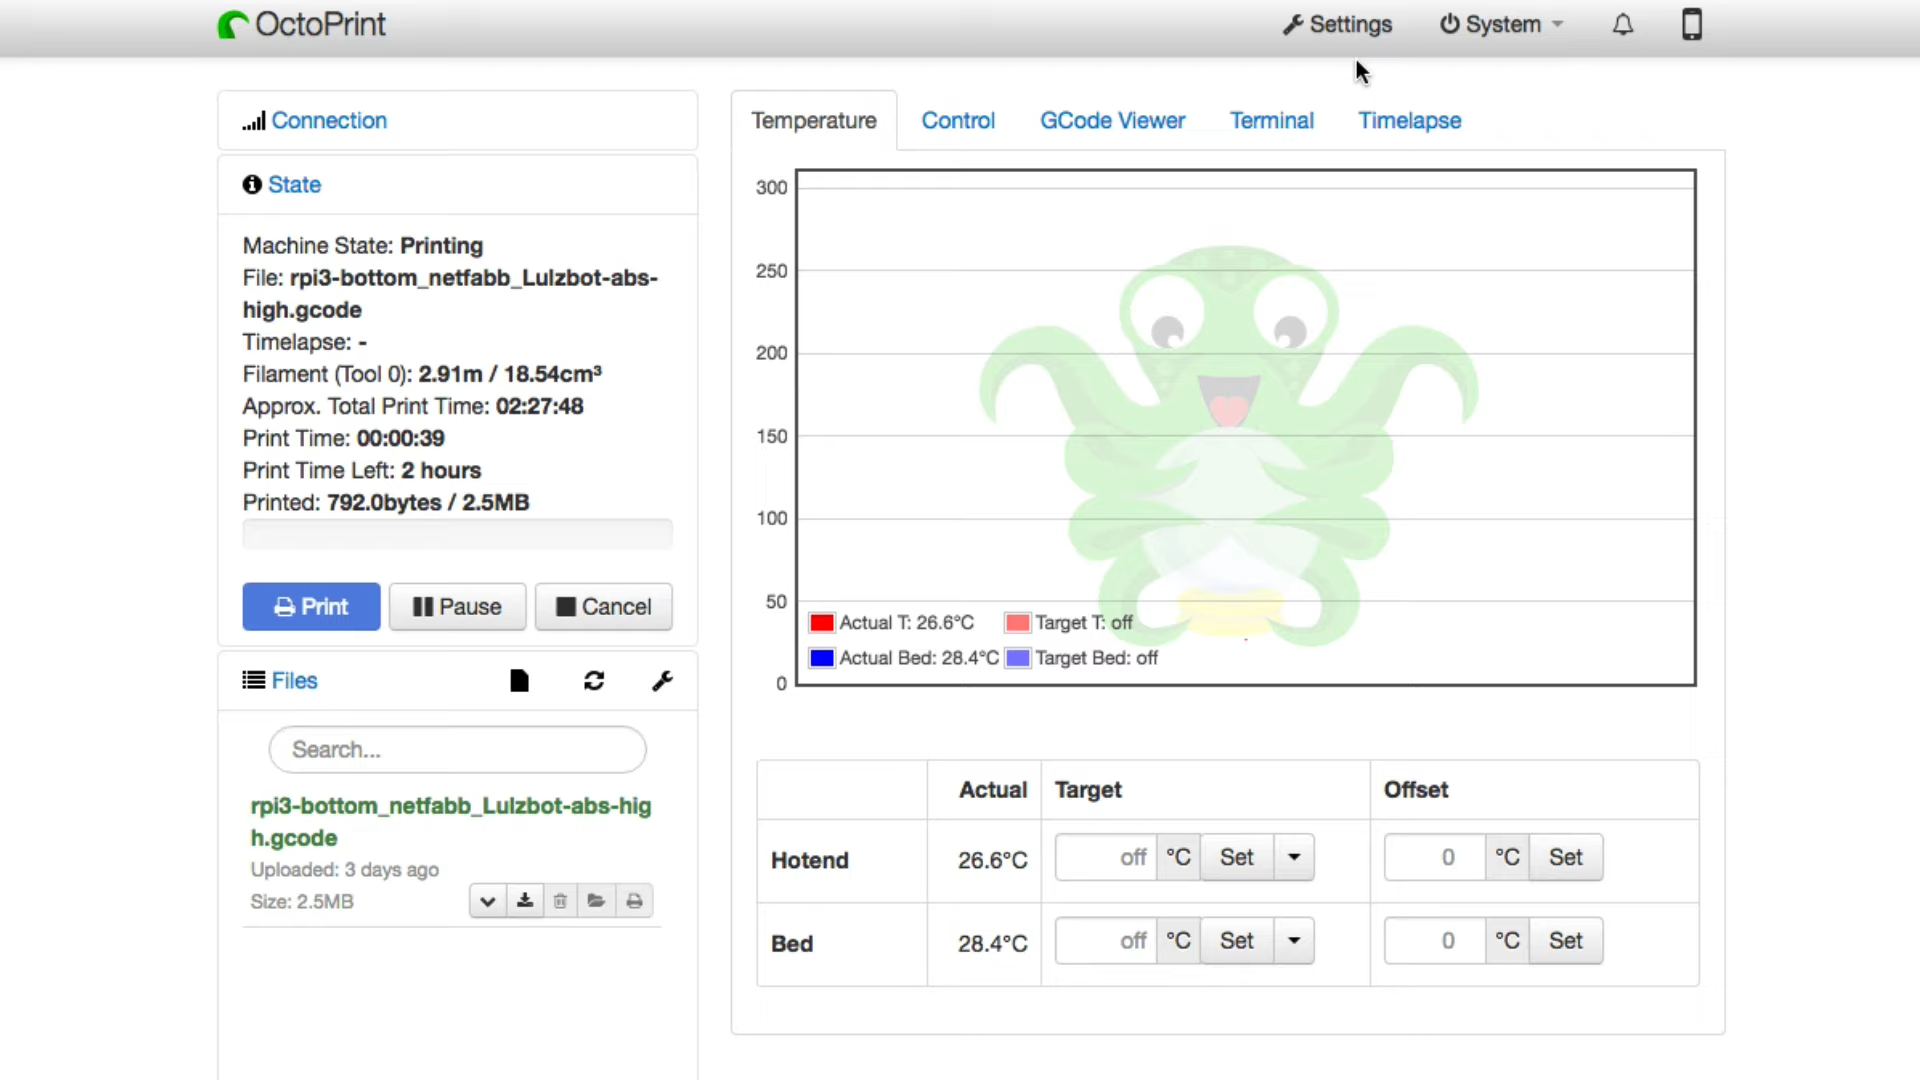 OctoPrint
Settings
System
Connection
State
Machine State: Printing
File: rpi3-bottom_netfabb_Lulzbot-abs-
high.gcode
Timelapse: -
Filament (Tool 0): 2.91m / 18.54cm³
Approx. Total Print Time: 02:27:48
Print Time: 00:00:39
Print Time Left: 2 hours
Printed: 792.0bytes / 2.5MB
Print
Pause
Cancel
Files
Search...
rpi3-bottom_netfabb_Lulzbot-abs-hig
h.gcode
Uploaded: 3 days ago
Size: 2.5MB
Temperature
Control
GCode Viewer
Terminal
Timelapse
300
250
200
150
100
50
0
Actual T: 26.6°C
Target T: off
Actual Bed: 28.4°C
Target Bed: off
Actual
Target
Offset
Hotend
26.6°C
off °C Set
0 °C Set
Bed
28.4°C
off °C Set
0 °C Set